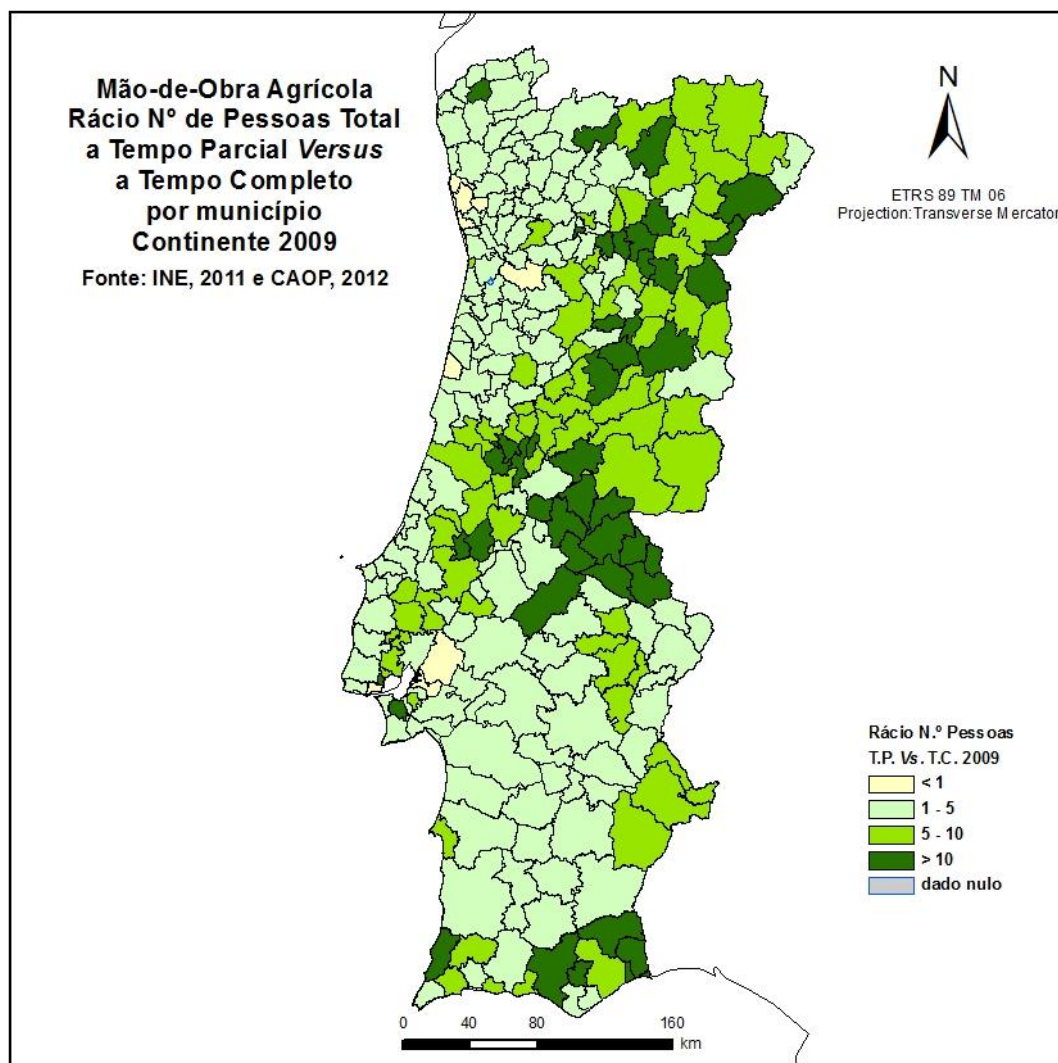 Mão-de-Obra Agrícola
Rácio Nº de Pessoas Total
a Tempo Parcial Versus
a Tempo Completo
por município
Continente 2009
Fonte: INE, 2011 e CAOP, 2012
N
ETRS 89 TM 06
Projection: Transverse Mercator
Rácio N.º Pessoas
T.P. Vs. T.C. 2009
< 1
1 - 5
5 - 10
> 10
dado nulo
0 40 80 160
km